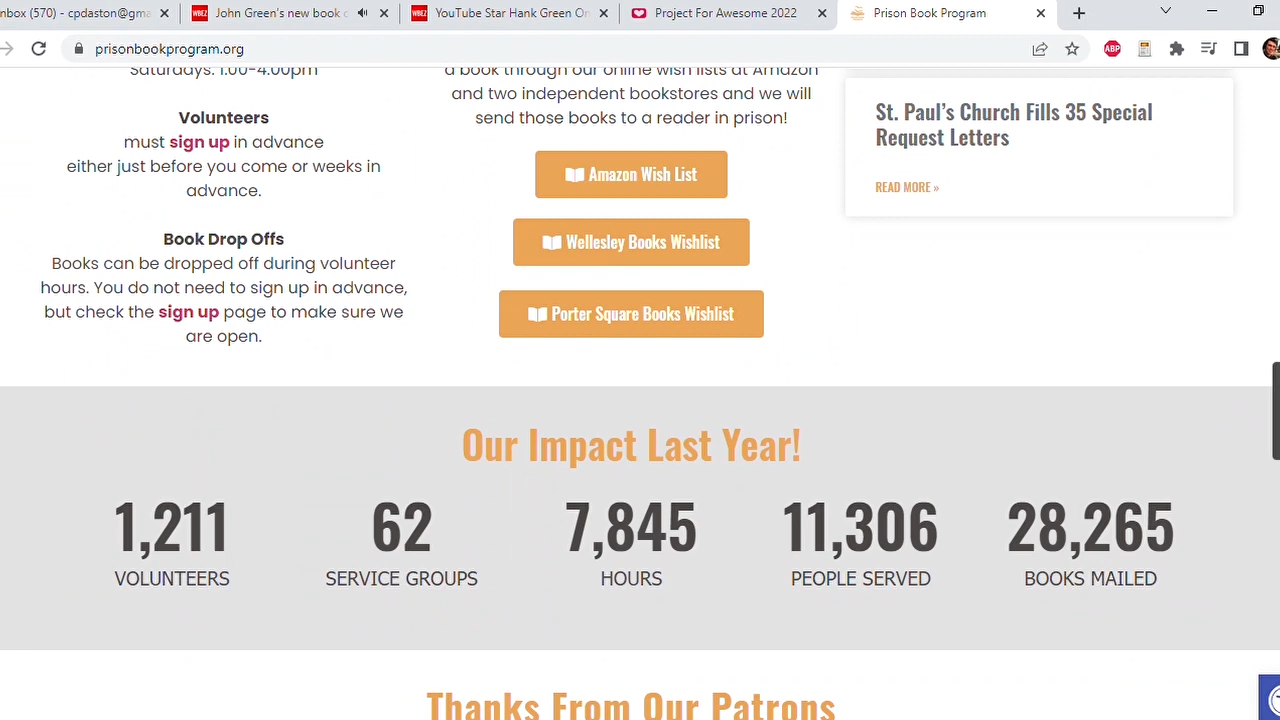 nbox (570) - cpdaston@gm
John Green's new book
YouTube Star Hank Green On
Project For Awesome 2022
Prison Book Program
prisonbookprogram.org
ABP
Saturdays: 1:00-4:00pm
Volunteers
must sign up in advance
either just before you come or weeks in
advance.
Book Drop Offs
Books can be dropped off during volunteer
hours. You do not need to sign up in advance,
but check the sign up page to make sure we
are open.
a book through our online wish lists at Amazon
and two independent bookstores and we will
send those books to a reader in prison!
Amazon Wish List
Wellesley Books Wishlist
Porter Square Books Wishlist
St. Paul's Church Fills 35 Special
Request Letters
READ MORE »
Our Impact Last Year!
1,211
VOLUNTEERS
62
SERVICE GROUPS
7,845
HOURS
11,306
PEOPLE SERVED
28,265
BOOKS MAILED
Thanks From Our Patrons